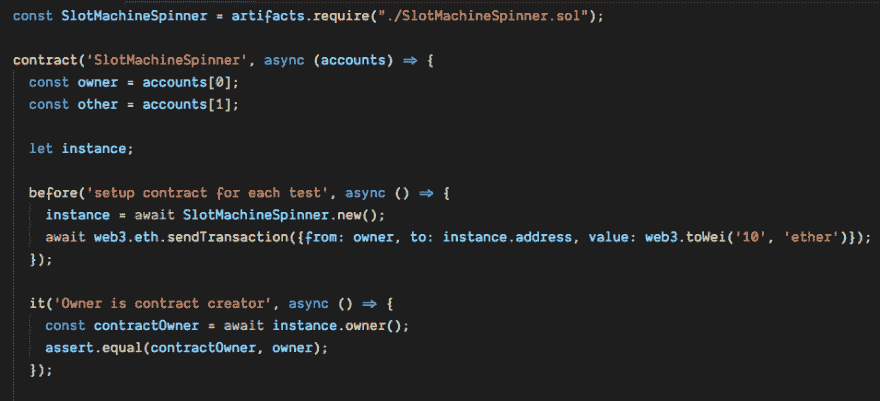 const SlotMachineSpinner = artifacts.require("./SlotMachineSpinner.sol");
contract('SlotMachineSpinner', async (accounts) => {
const owner = accounts[0];
const other = accounts[1];
let instance;
before('setup contract for each test', async () => {
instance = await SlotMachineSpinner.new();
await web3.eth.sendTransaction({from: owner, to: instance.address, value: web3.toWei('10', 'ether')});
});
it('Owner is contract creator', async () => {
const contractOwner = await instance.owner();
assert.equal(contractOwner, owner);
});